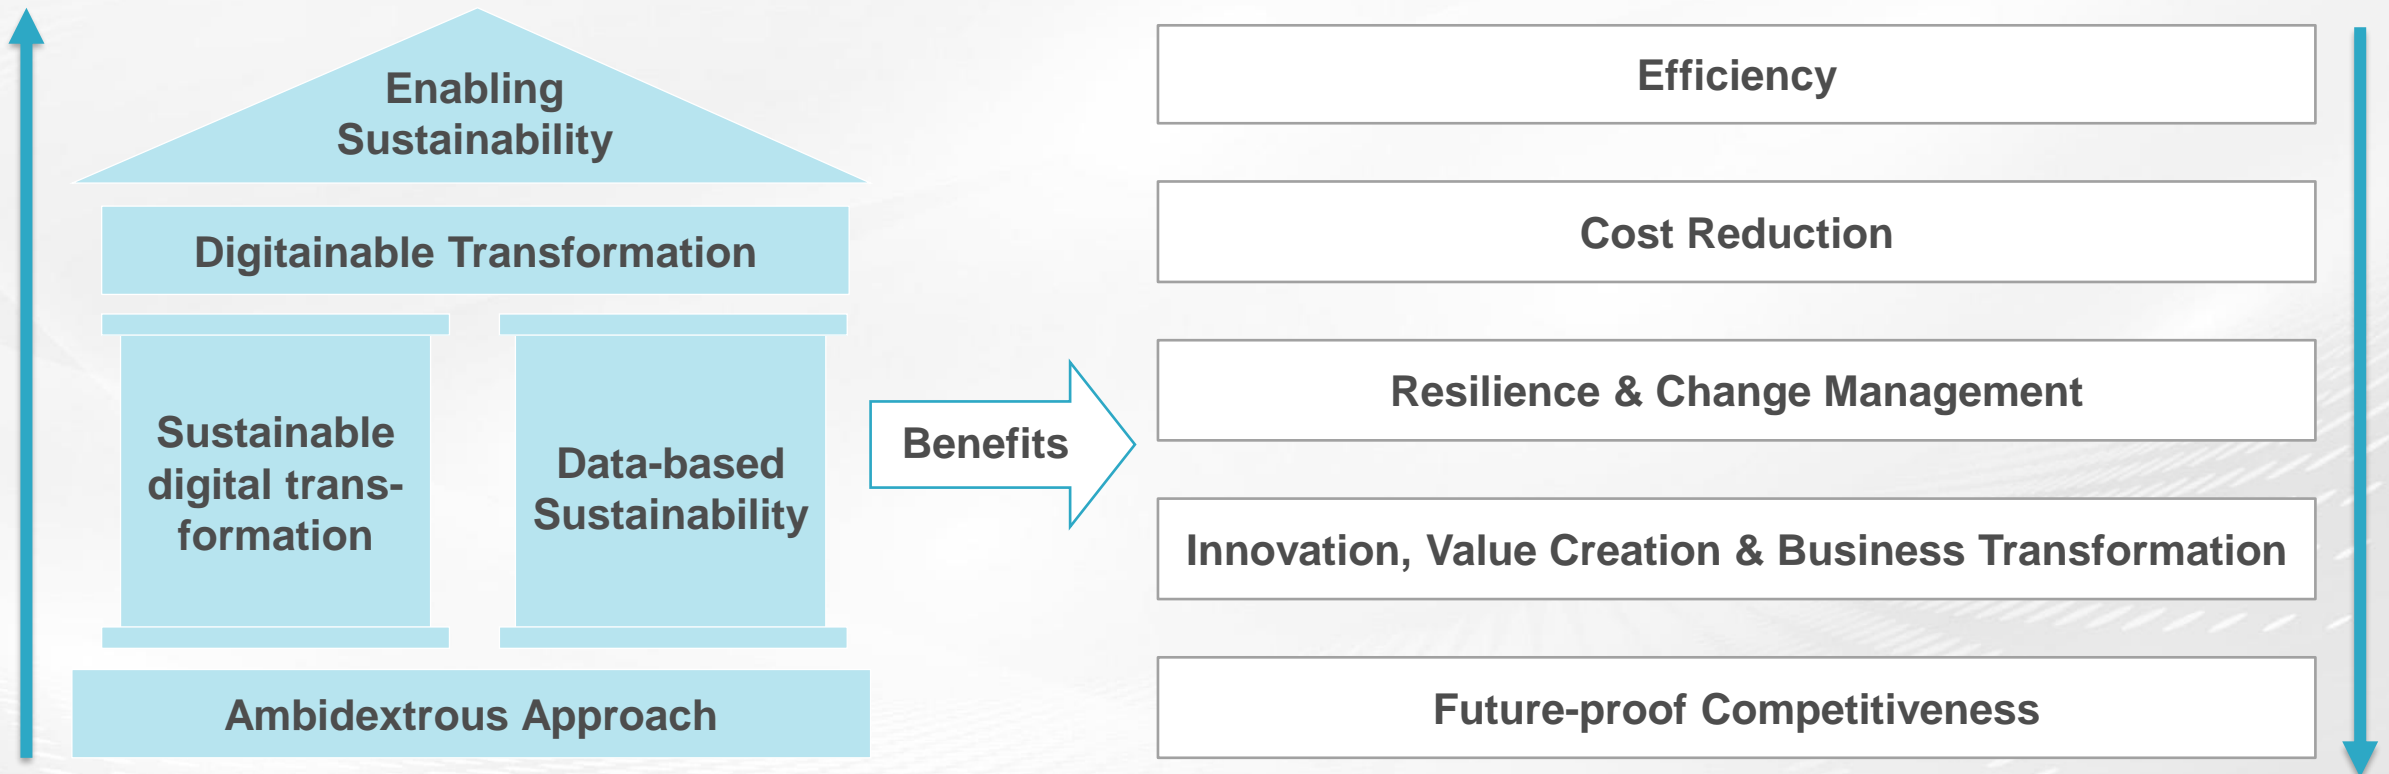 Enabling
Sustainability
Digitainable Transformation
Sustainable
digital trans-
formation
Data-based
Sustainability
Ambidextrous Approach
Benefits
Efficiency
Cost Reduction
Resilience & Change Management
Innovation, Value Creation & Business Transformation
Future-proof Competitiveness